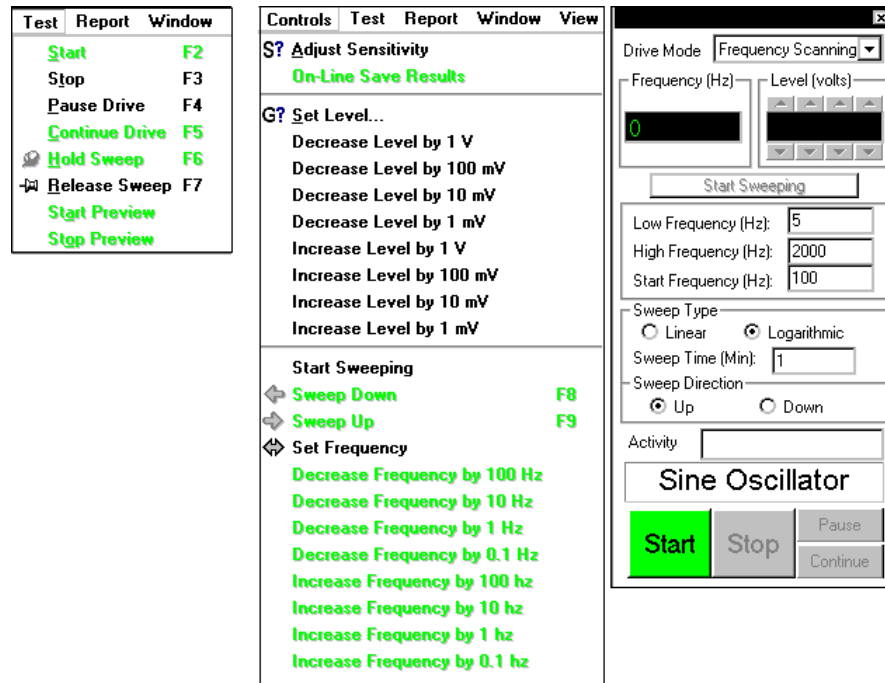 Test Report Window
Start F2
Stop F3
Pause Drive F4
Continue Drive F5
Hold Sweep F6
Release Sweep F7
Start Preview
Stop Preview
Controls Test Report Window View
S? Adjust Sensitivity
On-Line Save Results
G? Set Level...
Decrease Level by 1 V
Decrease Level by 100 mV
Decrease Level by 10 mV
Decrease Level by 1 mV
Increase Level by 1 V
Increase Level by 100 mV
Increase Level by 10 mV
Increase Level by 1 mV
Start Sweeping
Sweep Down F8
Sweep Up F9
Set Frequency
Decrease Frequency by 100 Hz
Decrease Frequency by 10 Hz
Decrease Frequency by 1 Hz
Decrease Frequency by 0.1 Hz
Increase Frequency by 100 hz
Increase Frequency by 10 hz
Increase Frequency by 1 hz
Increase Frequency by 0.1 hz
Drive Mode Frequency Scanning
Frequency (Hz) Level (volts)
0
Start Sweeping
Low Frequency (Hz): 5
High Frequency (Hz): 2000
Start Frequency (Hz): 100
Sweep Type
Linear Logarithmic
Sweep Time (Min): 1
Sweep Direction
Up Down
Activity
Sine Oscillator
Start Stop Pause
Continue